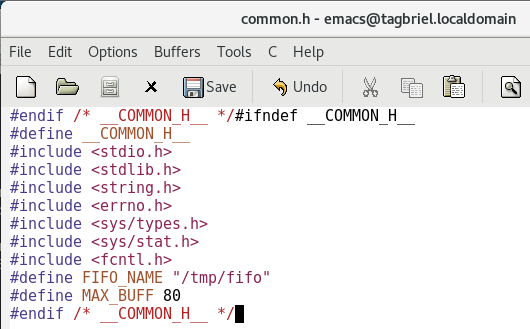 common.h - emacs@tagbriel.localdomain
File Edit Options Buffers Tools C Help
Save Undo
#endif /* __COMMON_H__ */#ifndef __COMMON_H__
#define __COMMON_H__
#include <stdio.h>
#include <stdlib.h>
#include <string.h>
#include <errno.h>
#include <sys/types.h>
#include <sys/stat.h>
#include <fcntl.h>
#define FIFO_NAME "/tmp/fifo"
#define MAX_BUFF 80
#endif /* __COMMON_H__ */